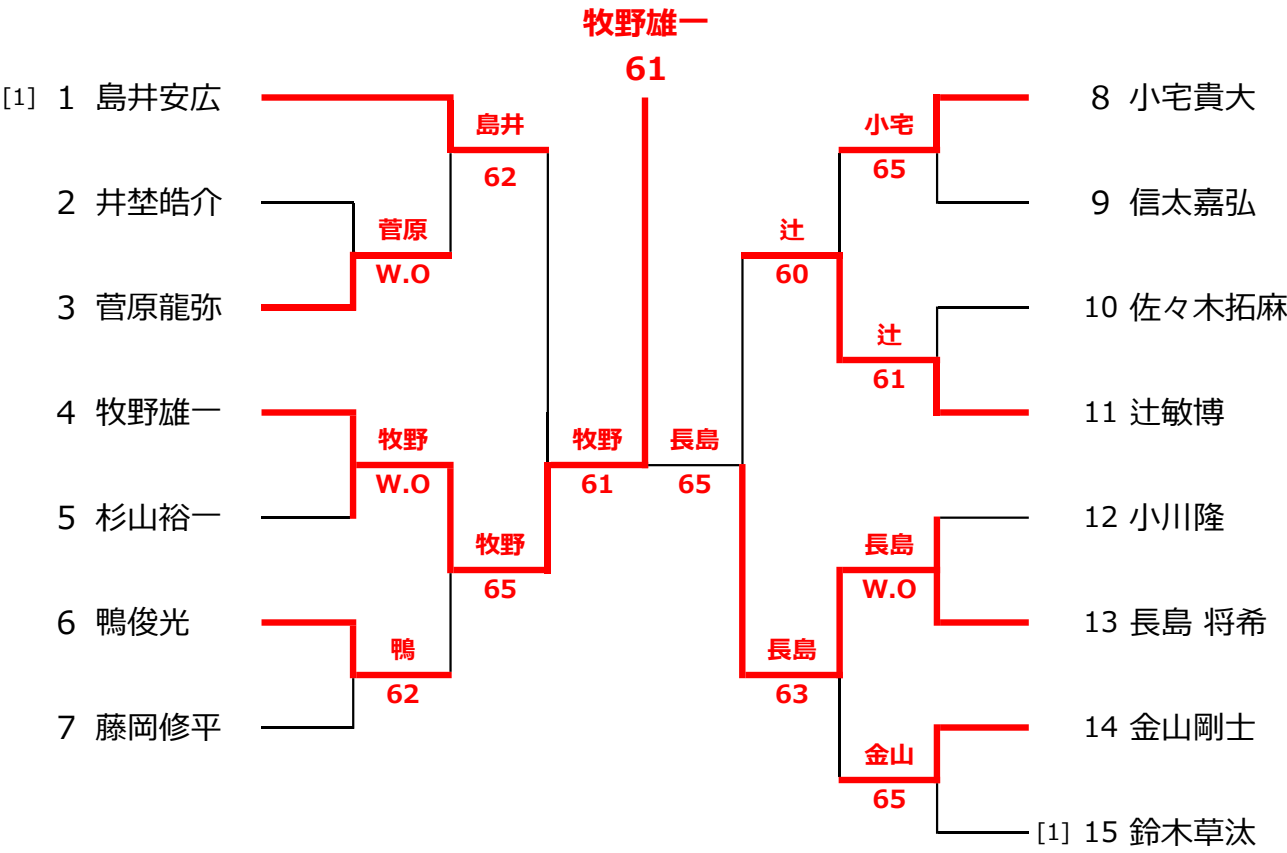 牧野雄一
61
[1] 1 島井安広
2 井埜皓介
3 菅原龍弥
4 牧野雄一
5 杉山裕一
6 鴨俊光
7 藤岡修平
菅原
W.O
牧野
W.O
鴨
62
島井
62
牧野
65
牧野
61
長島
65
辻
60
長島
63
小宅
65
辻
61
長島
W.O
金山
65
8 小宅貴大
9 信太嘉弘
10 佐々木拓麻
11 辻敏博
12 小川隆
13 長島 将希
14 金山剛士
[1] 15 鈴木草汰